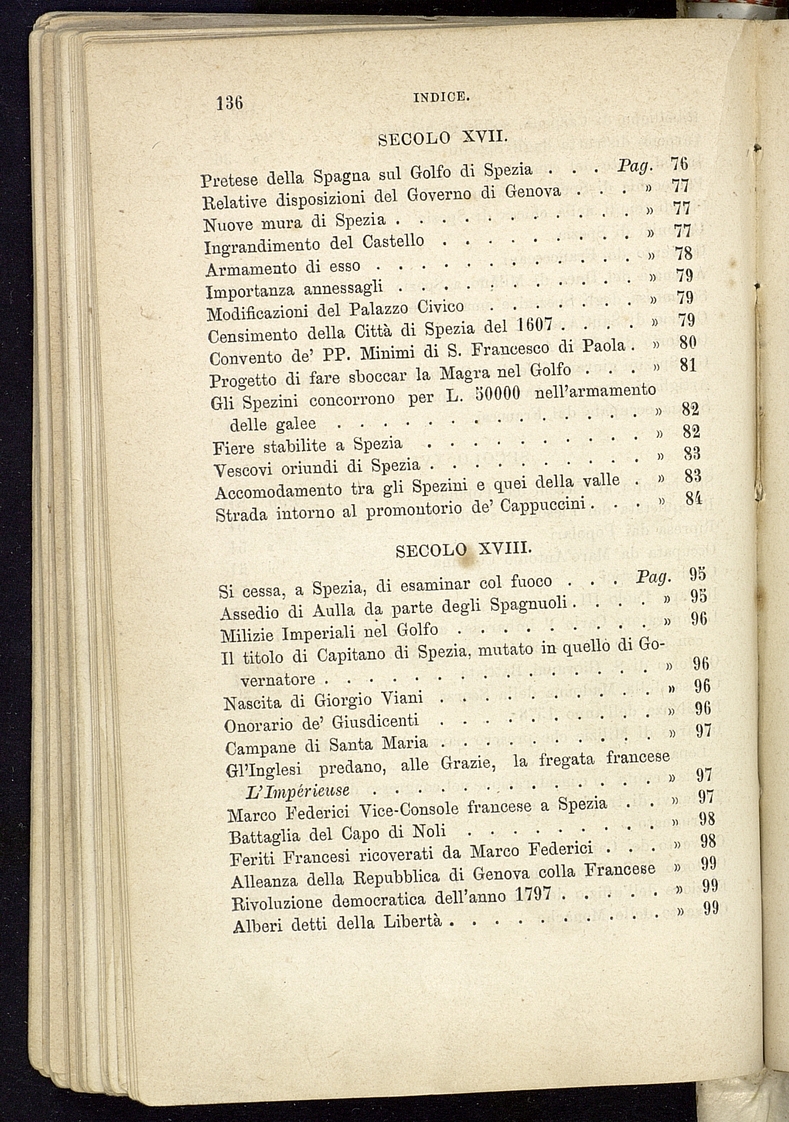 136 INDICE.
SECOLO XVII.
Pretese della Spagna sul Golfo di Spezia . . . Pag. 76
Relative disposizioni del Governo di Genova . . . » 77
Nuove mura di Spezia . . . . . . . . . . . » 77
Ingrandimento del Castello . . . . . . . . . » 77
Armamento di esso . . . . . . . . . . . . » 78
Importanza annessagli . . . . . . . . . . . » 79
Modificazioni del Palazzo Civico . . . . . . . » 79
Censimento della Città di Spezia del 1607 . . . . » 79
Convento de' PP. Minimi di S. Francesco di Paola . » 80
Progetto di fare sboccar la Magra nel Golfo . . . » 81
Gli Spezini concorrono per L. 50000 nell'armamento
delle galee . . . . . . . . . . . . . . » 82
Fiere stabilite a Spezia . . . . . . . . . . » 82
Vescovi oriundi di Spezia . . . . . . . . . . » 83
Accomodamento tra gli Spezini e quei della valle . » 83
Strada intorno al promontorio de' Cappuccini . . . » 84
SECOLO XVIII.
Si cessa, a Spezia, di esaminar col fuoco . . . Pag. 95
Assedio di Aulla da parte degli Spagnuoli . . . . » 95
Milizie Imperiali nel Golfo . . . . . . . . . » 96
Il titolo di Capitano di Spezia, mutato in quello di Go-
vernatore . . . . . . . . . . . . . . . » 96
Nascita di Giorgio Viani . . . . . . . . . . » 96
Onorario de' Giusdicenti . . . . . . . . . . » 96
Campane di Santa Maria . . . . . . . . . . » 97
Gl'Inglesi predano, alle Grazie, la fregata francese
L'Impérieuse . . . . . . . . . . . . . » 97
Marco Federici Vice-Console francese a Spezia . . » 97
Battaglia del Capo di Noli . . . . . . . . . » 98
Feriti Francesi ricoverati da Marco Federici . . . » 98
Alleanza della Repubblica di Genova colla Francese » 99
Rivoluzione democratica dell'anno 1797 . . . . . » 99
Alberi detti della Libertà . . . . . . . . . . » 99